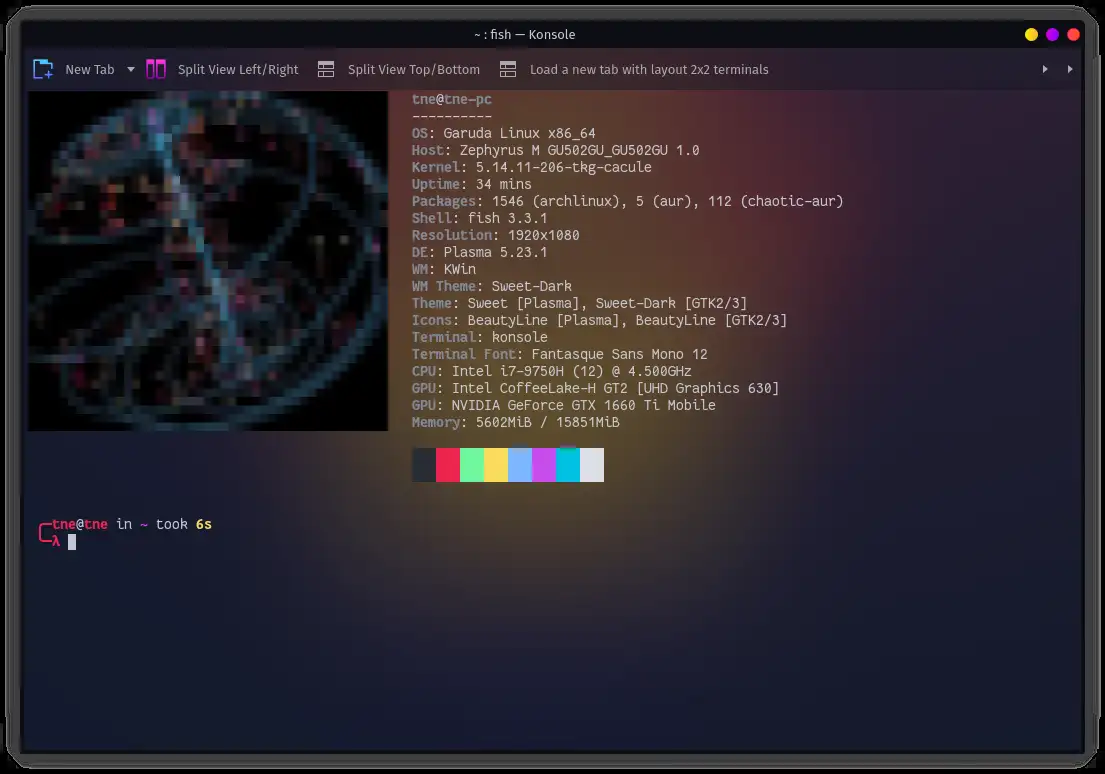 ~ : fish — Konsole
New Tab Split View Left/Right Split View Top/Bottom Load a new tab with layout 2x2 terminals
tne@tne-pc
----------
OS: Garuda Linux x86_64
Host: Zephyrus M GU502GU_GU502GU 1.0
Kernel: 5.14.11-206-tkg-cacule
Uptime: 34 mins
Packages: 1546 (archlinux), 5 (aur), 112 (chaotic-aur)
Shell: fish 3.3.1
Resolution: 1920x1080
DE: Plasma 5.23.1
WM: KWin
WM Theme: Sweet-Dark
Theme: Sweet [Plasma], Sweet-Dark [GTK2/3]
Icons: BeautyLine [Plasma], BeautyLine [GTK2/3]
Terminal: konsole
Terminal Font: Fantasque Sans Mono 12
CPU: Intel i7-9750H (12) @ 4.500GHz
GPU: Intel CoffeeLake-H GT2 [UHD Graphics 630]
GPU: NVIDIA GeForce GTX 1660 Ti Mobile
Memory: 5602MiB / 15851MiB
╭─tne@tne in ~ took 6s
╰─λ